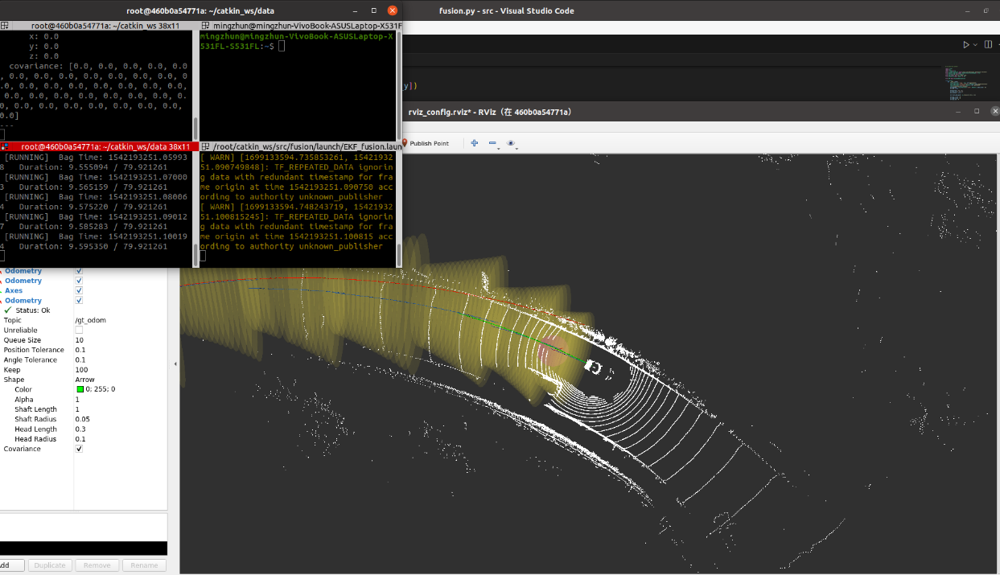 root@460b0a54771a: ~/catkin_ws/data
fusion.py - src - Visual Studio Code
root@460b0a54771a: ~/catkin_ws 38x11
x: 0.0
y: 0.0
z: 0.0
covariance: [0.0, 0.0, 0.0, 0.0, 0.0
, 0.0, 0.0, 0.0, 0.0, 0.0, 0.0, 0.0, 0
.0, 0.0, 0.0, 0.0, 0.0, 0.0, 0.0, 0.0,
0.0, 0.0, 0.0, 0.0, 0.0, 0.0, 0.0, 0.
0, 0.0, 0.0, 0.0, 0.0, 0.0, 0.0, 0.0,
0.0]
---
mingzhun@mingzhun-VivoBook-ASUSLaptop-X531F
mingzhun@mingzhun-VivoBook-ASUSLaptop-X
531FL-S531FL:~$
y])
rviz_config.rviz* - RViz（在 460b0a54771a）
Publish Point
root@460b0a54771a: ~/catkin_ws/data 38x11
[RUNNING]  Bag Time: 1542193251.05993
8   Duration: 9.555094 / 79.921261
[RUNNING]  Bag Time: 1542193251.07000
3   Duration: 9.565159 / 79.921261
[RUNNING]  Bag Time: 1542193251.08006
4   Duration: 9.575220 / 79.921261
[RUNNING]  Bag Time: 1542193251.09012
7   Duration: 9.585283 / 79.921261
[RUNNING]  Bag Time: 1542193251.10019
4   Duration: 9.595350 / 79.921261
/root/catkin_ws/src/fusion/launch/EKF_fusion.laun
[ WARN] [1699133594.735853261, 15421932
51.090749848]: TF_REPEATED_DATA ignorin
g data with redundant timestamp for fra
me origin at time 1542193251.090750 acc
ording to authority unknown_publisher
[ WARN] [1699133594.748243719, 15421932
51.100815245]: TF_REPEATED_DATA ignorin
g data with redundant timestamp for fra
me origin at time 1542193251.100815 acc
ording to authority unknown_publisher
Odometry
Odometry
Axes
Odometry
Status: Ok
Topic /gt_odom
Unreliable
Queue Size 10
Position Tolerance 0.1
Angle Tolerance 0.1
Keep 100
Shape Arrow
Color 0; 255; 0
Alpha 1
Shaft Length 1
Shaft Radius 0.05
Head Length 0.3
Head Radius 0.1
Covariance
dd Duplicate Remove Rename